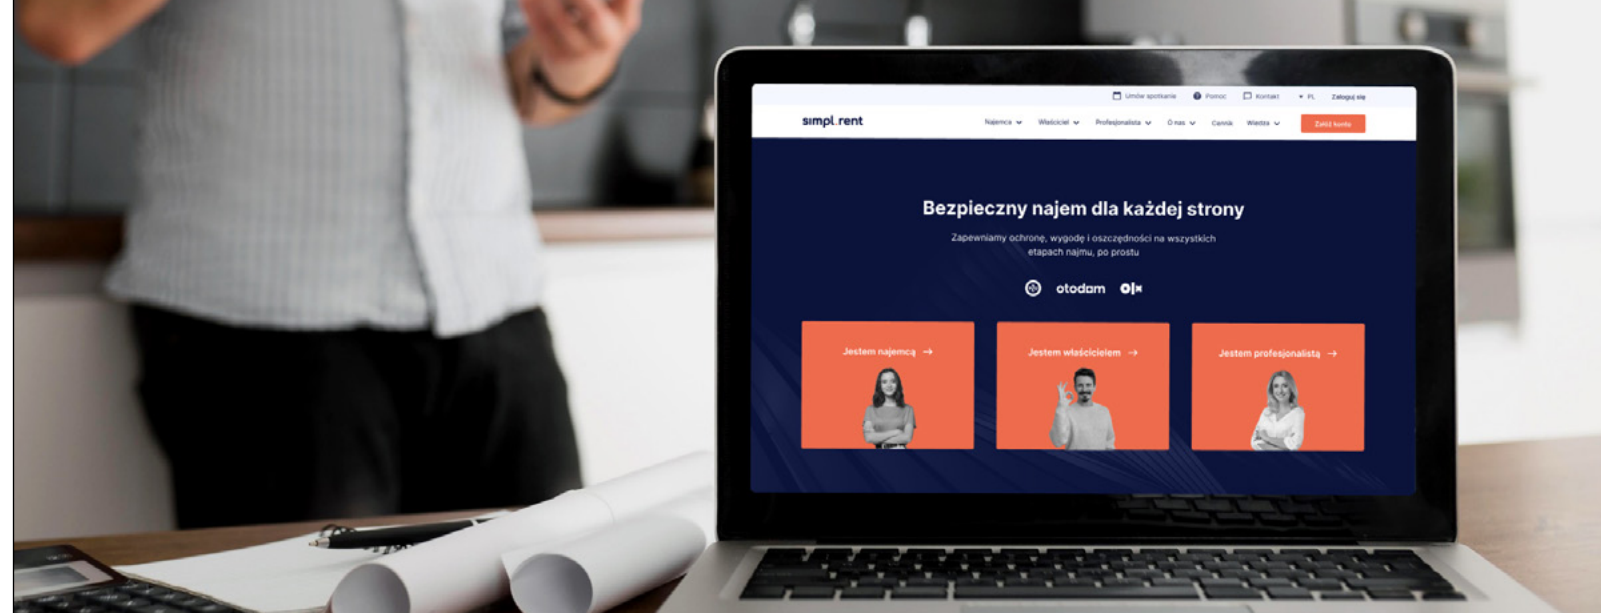 Umów spotkanie Pomoc Kontakt PL Zaloguj się
simpl.rent Najemca Właściciel Profesjonalista O nas Cennik Wiedza Załóż konto
Bezpieczny najem dla każdej strony
Zapewniamy ochronę, wygodę i oszczędności na wszystkich
etapach najmu, po prostu
otodom olx
Jestem najemcą → Jestem właścicielem → Jestem profesjonalistą →